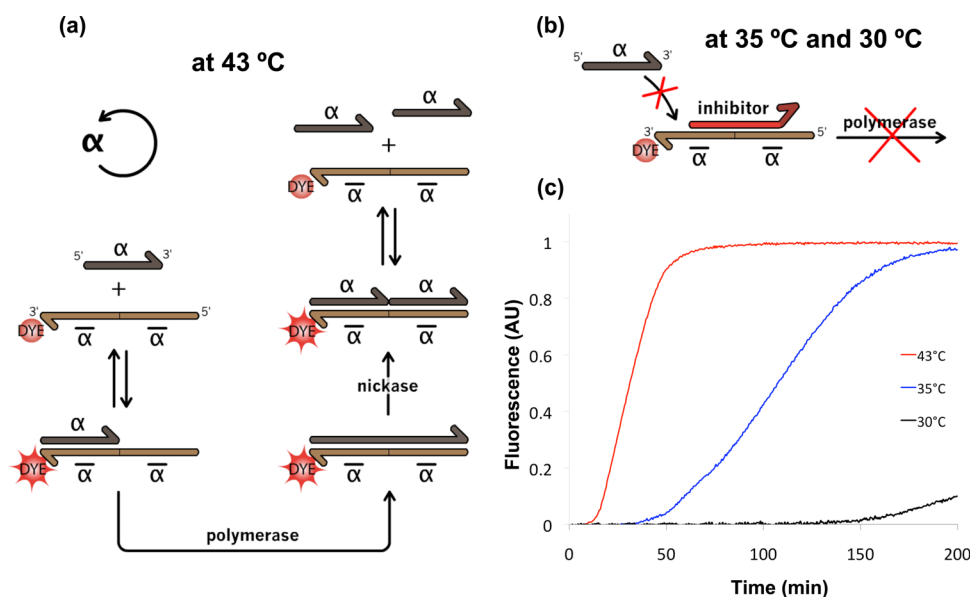 (a)
at 43 ºC
α
α α
+
DYE
α̅ α̅
α
5' 3'
α
+
3' 5'
DYE
α̅ α̅
α
DYE
α̅ α̅
polymerase
α α
DYE
α̅ α̅
nickase
DYE
α̅ α̅
(b)
at 35 ºC and 30 ºC
5' α 3'
inhibitor
3' 5'
DYE
α̅ α̅
polymerase
(c)
Fluorescence (AU)
1
0.8
0.6
0.4
0.2
0
0 50 100 150 200
Time (min)
43°C
35°C
30°C